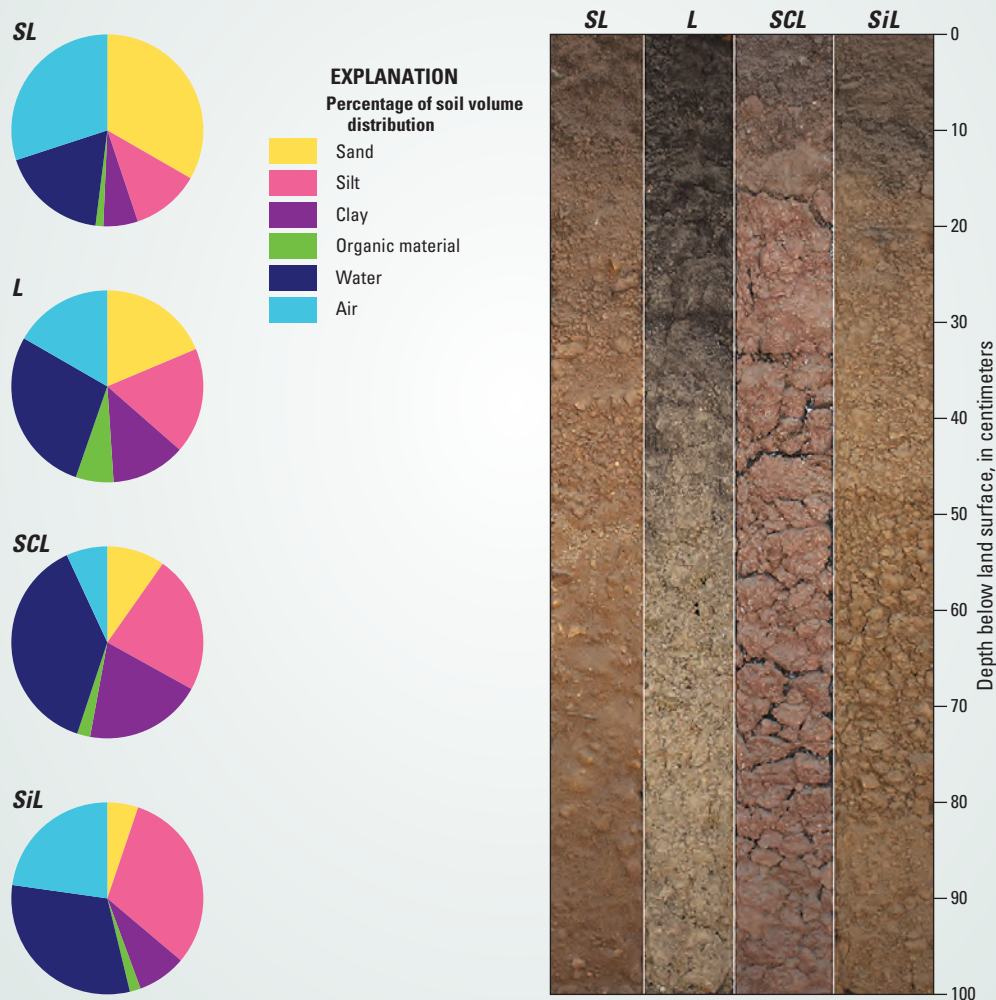 SL
EXPLANATION
Percentage of soil volume
distribution
Sand
Silt
Clay
Organic material
Water
Air
L
SCL
SiL
SL L SCL SiL
0
10
20
30
40
50
60
70
80
90
100
Depth below land surface, in centimeters